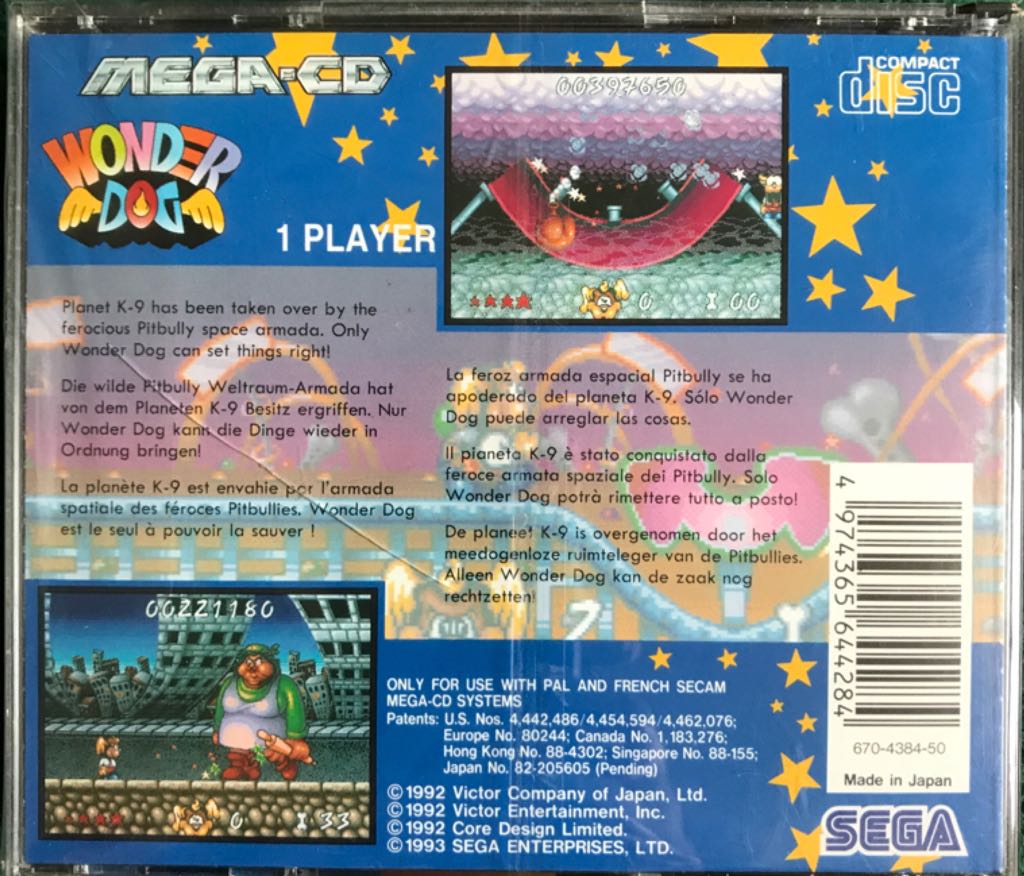 MEGA-CD
COMPACT
disc
WONDER
DOG
1 PLAYER
00397650
0 X 00
Planet K-9 has been taken over by the
ferocious Pitbully space armada. Only
Wonder Dog can set things right!
Die wilde Pitbully Weltraum-Armada hat
von dem Planeten K-9 Besitz ergriffen. Nur
Wonder Dog kann die Dinge wieder in
Ordnung bringen!
La planète K-9 est envahie par l'armada
spatiale des féroces Pitbullies. Wonder Dog
est le seul à pouvoir la sauver !
La feroz armada espacial Pitbully se ha
apoderado del planeta K-9. Sólo Wonder
Dog puede arreglar las cosas.
Il pianeta K-9 è stato conquistato dalla
feroce armata spaziale dei Pitbully. Solo
Wonder Dog potrà rimettere tutto a posto!
De planeet K-9 is overgenomen door het
meedogenloze ruimteleger van de Pitbullies.
Alleen Wonder Dog kan de zaak nog
rechtzetten!
00221180
0 X 33
ONLY FOR USE WITH PAL AND FRENCH SECAM
MEGA-CD SYSTEMS
Patents: U.S. Nos. 4,442,486/4,454,594/4,462,076;
Europe No. 80244; Canada No. 1,183,276;
Hong Kong No. 88-4302; Singapore No. 88-155;
Japan No. 82-205605 (Pending)
©1992 Victor Company of Japan, Ltd.
©1992 Victor Entertainment, Inc.
©1992 Core Design Limited.
©1993 SEGA ENTERPRISES, LTD.
4 974365 644284
670-4384-50
Made in Japan
SEGA